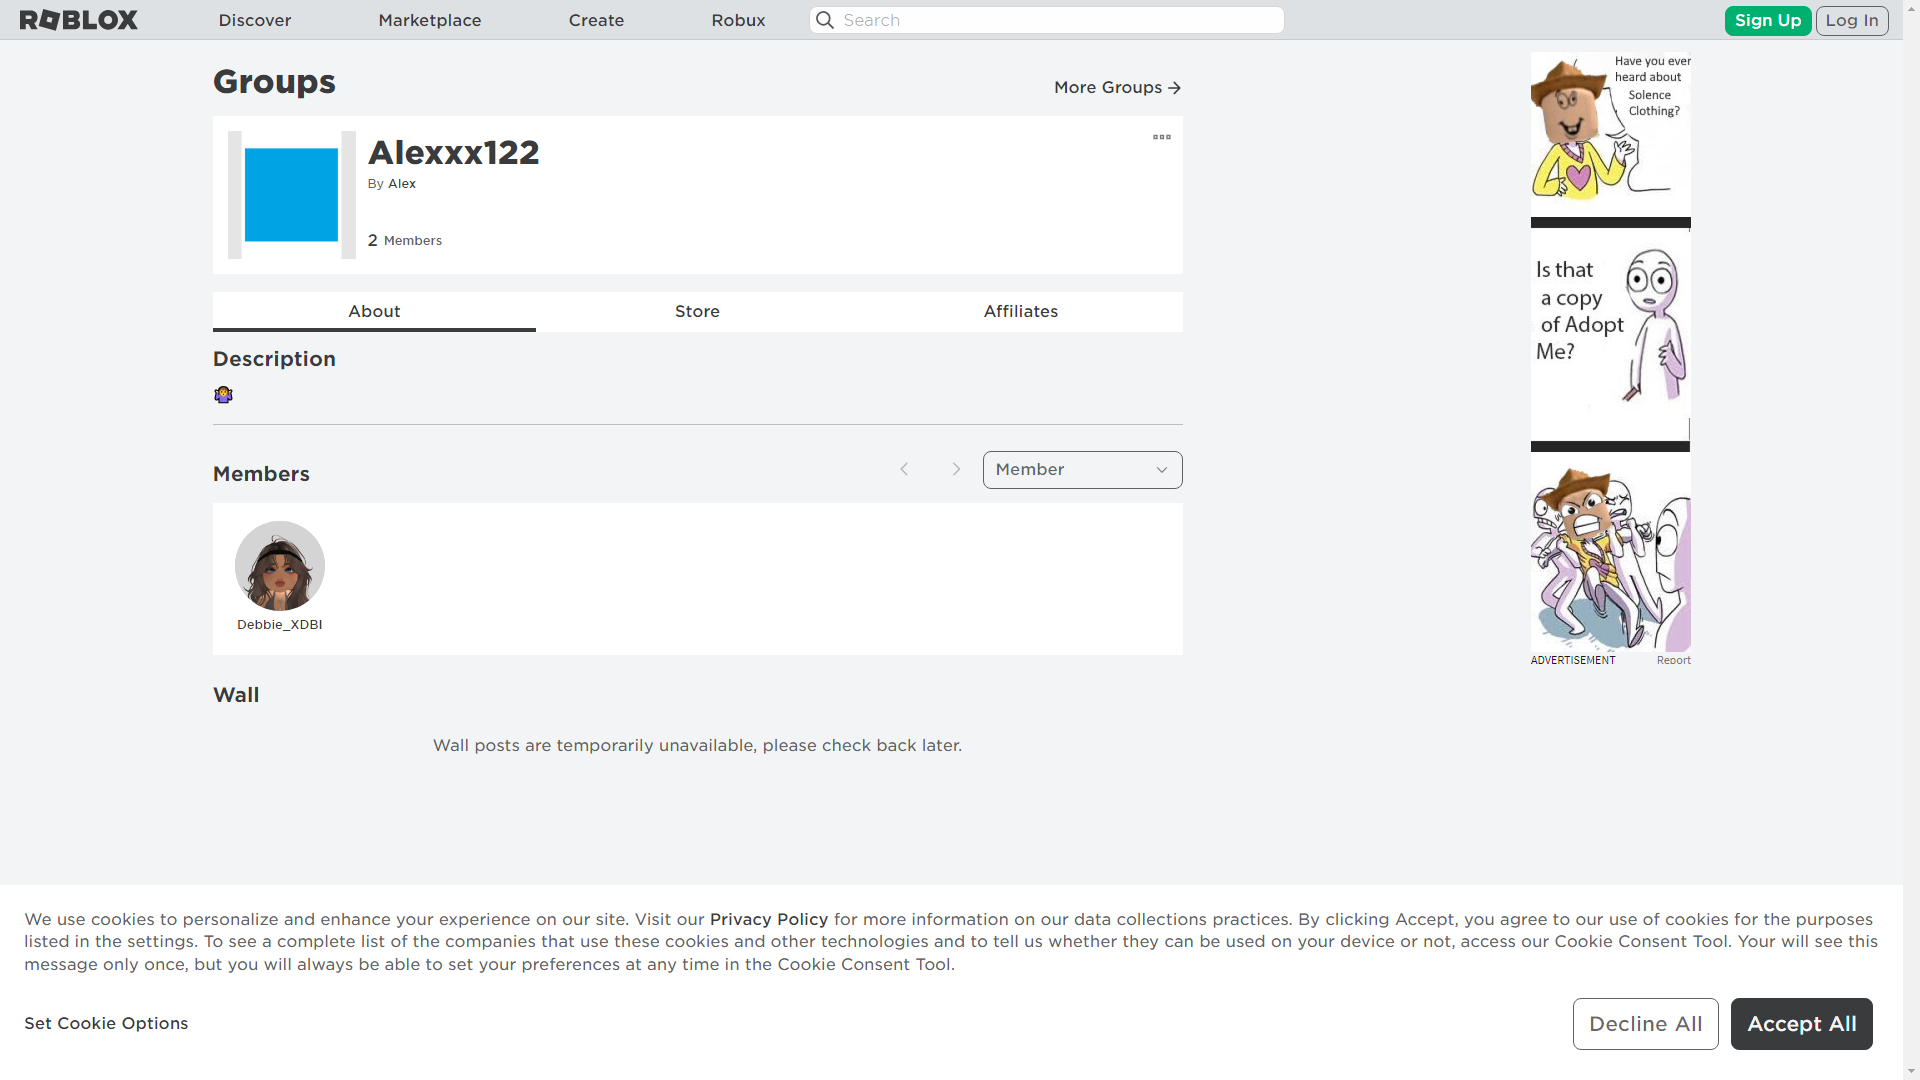 ROBLOX
Discover
Marketplace
Create
Robux
Search
Sign Up
Log In
Groups
More Groups
Alexxx122
By Alex
2 Members
About
Store
Affiliates
Description
Members
Member
Debbie_XDBI
Wall
Wall posts are temporarily unavailable, please check back later.
Have you ever
heard about
Solence
Clothing?
Is that
a copy
of Adopt
Me?
ADVERTISEMENT
Report
We use cookies to personalize and enhance your experience on our site. Visit our Privacy Policy for more information on our data collections practices. By clicking Accept, you agree to our use of cookies for the purposes
listed in the settings. To see a complete list of the companies that use these cookies and other technologies and to tell us whether they can be used on your device or not, access our Cookie Consent Tool. Your will see this
message only once, but you will always be able to set your preferences at any time in the Cookie Consent Tool.
Set Cookie Options
Decline All
Accept All